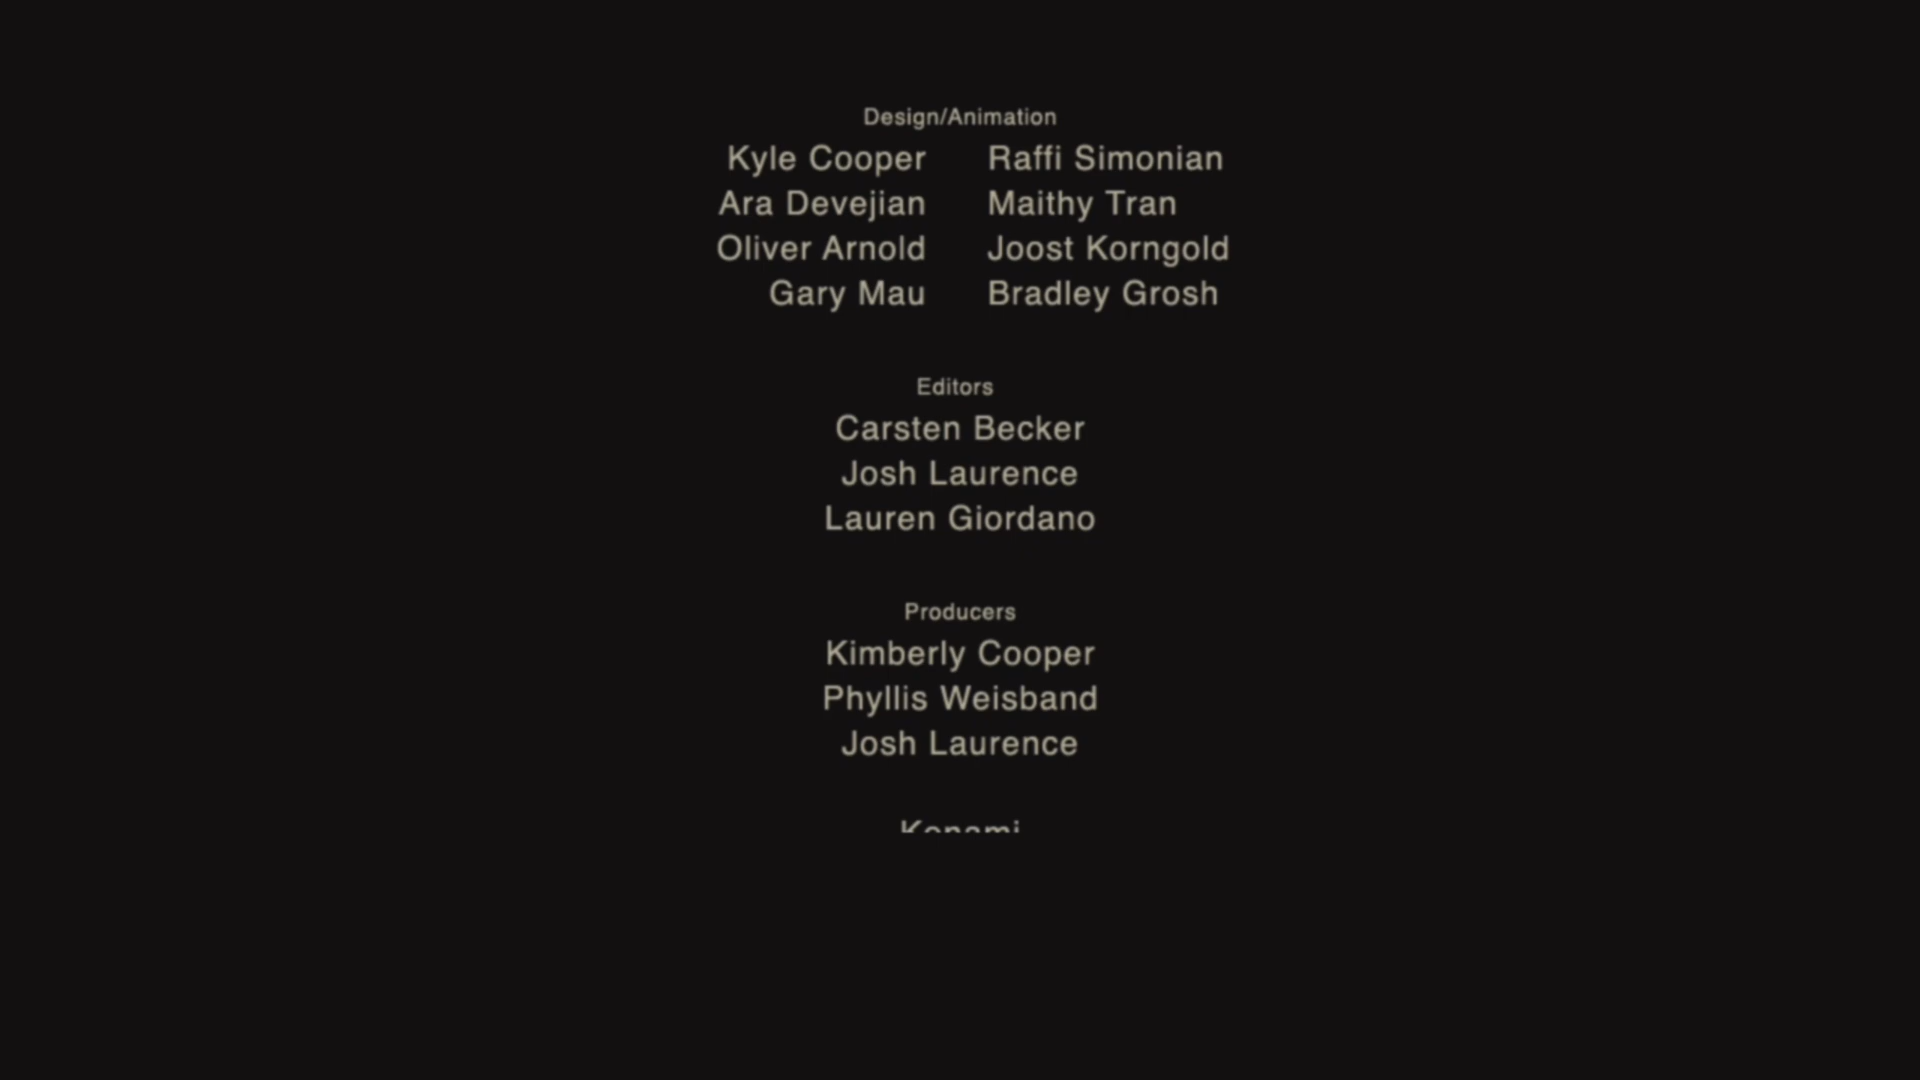 Design/Animation
Kyle Cooper Raffi Simonian
Ara Devejian Maithy Tran
Oliver Arnold Joost Korngold
Gary Mau Bradley Grosh
Editors
Carsten Becker
Josh Laurence
Lauren Giordano
Producers
Kimberly Cooper
Phyllis Weisband
Josh Laurence
Konami